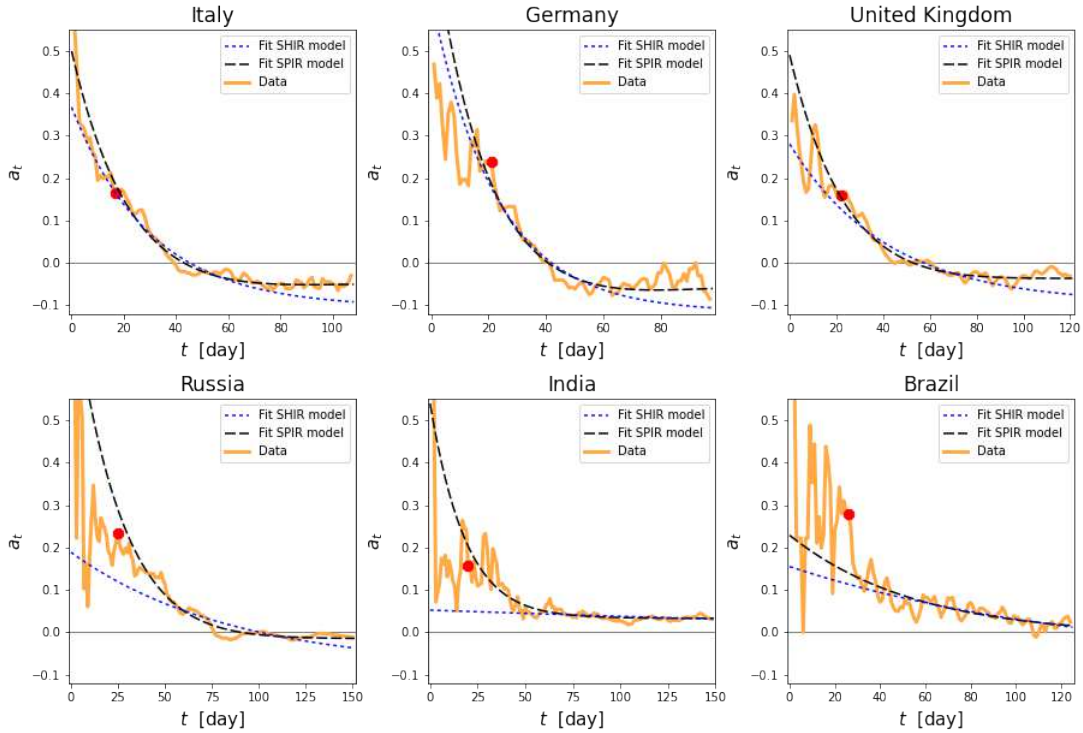 Italy
0.5
0.4
0.3
0.2
0.1
0.0
−0.1
a_t
Fit SHIR model
Fit SPIR model
Data
0 20 40 60 80 100
t [day]
Germany
0.5
0.4
0.3
0.2
0.1
0.0
−0.1
a_t
Fit SHIR model
Fit SPIR model
Data
0 20 40 60 80
t [day]
United Kingdom
0.5
0.4
0.3
0.2
0.1
0.0
−0.1
a_t
Fit SHIR model
Fit SPIR model
Data
0 20 40 60 80 100 120
t [day]
Russia
0.5
0.4
0.3
0.2
0.1
0.0
−0.1
a_t
Fit SHIR model
Fit SPIR model
Data
0 25 50 75 100 125 150
t [day]
India
0.5
0.4
0.3
0.2
0.1
0.0
−0.1
a_t
Fit SHIR model
Fit SPIR model
Data
0 25 50 75 100 125 150
t [day]
Brazil
0.5
0.4
0.3
0.2
0.1
0.0
−0.1
a_t
Fit SHIR model
Fit SPIR model
Data
0 20 40 60 80 100 120
t [day]